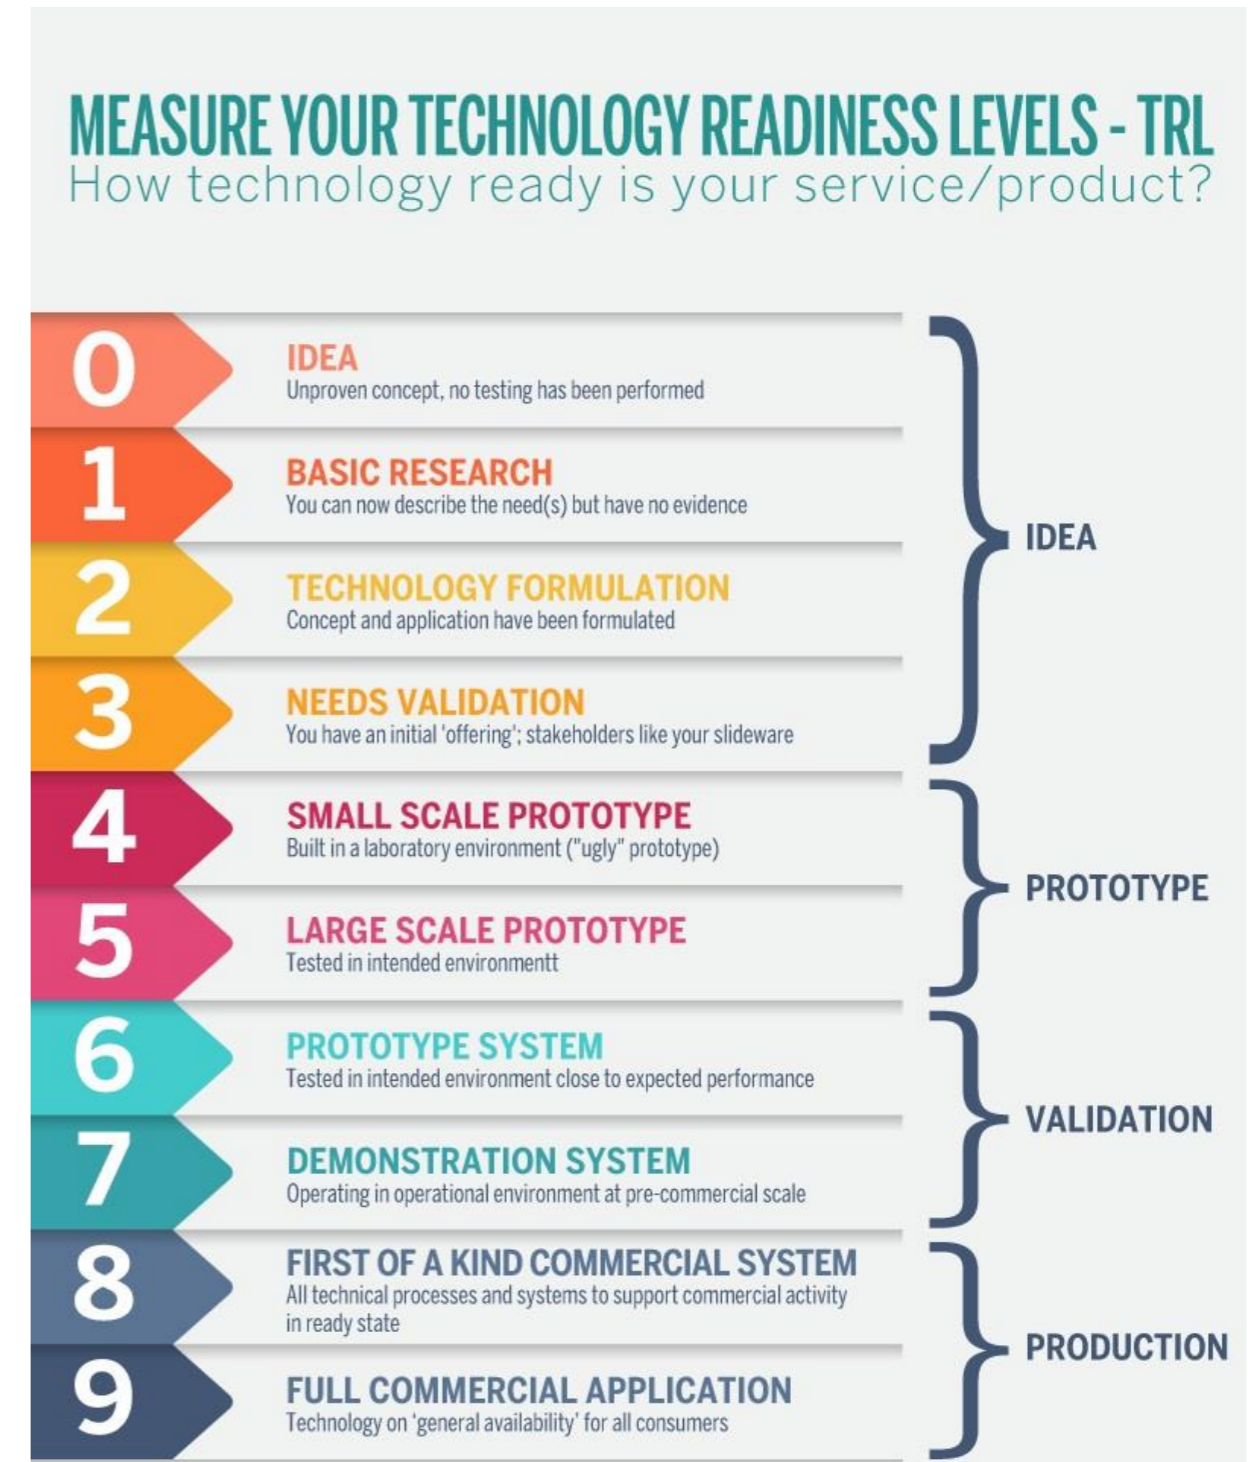 MEASURE YOUR TECHNOLOGY READINESS LEVELS - TRL
How technology ready is your service/product?
0
IDEA
Unproven concept, no testing has been performed
1
BASIC RESEARCH
You can now describe the need(s) but have no evidence
2
TECHNOLOGY FORMULATION
Concept and application have been formulated
3
NEEDS VALIDATION
You have an initial 'offering'; stakeholders like your slideware
IDEA
4
SMALL SCALE PROTOTYPE
Built in a laboratory environment ("ugly" prototype)
5
LARGE SCALE PROTOTYPE
Tested in intended environmentt
PROTOTYPE
6
PROTOTYPE SYSTEM
Tested in intended environment close to expected performance
7
DEMONSTRATION SYSTEM
Operating in operational environment at pre-commercial scale
VALIDATION
8
FIRST OF A KIND COMMERCIAL SYSTEM
All technical processes and systems to support commercial activity
in ready state
9
FULL COMMERCIAL APPLICATION
Technology on 'general availability' for all consumers
PRODUCTION